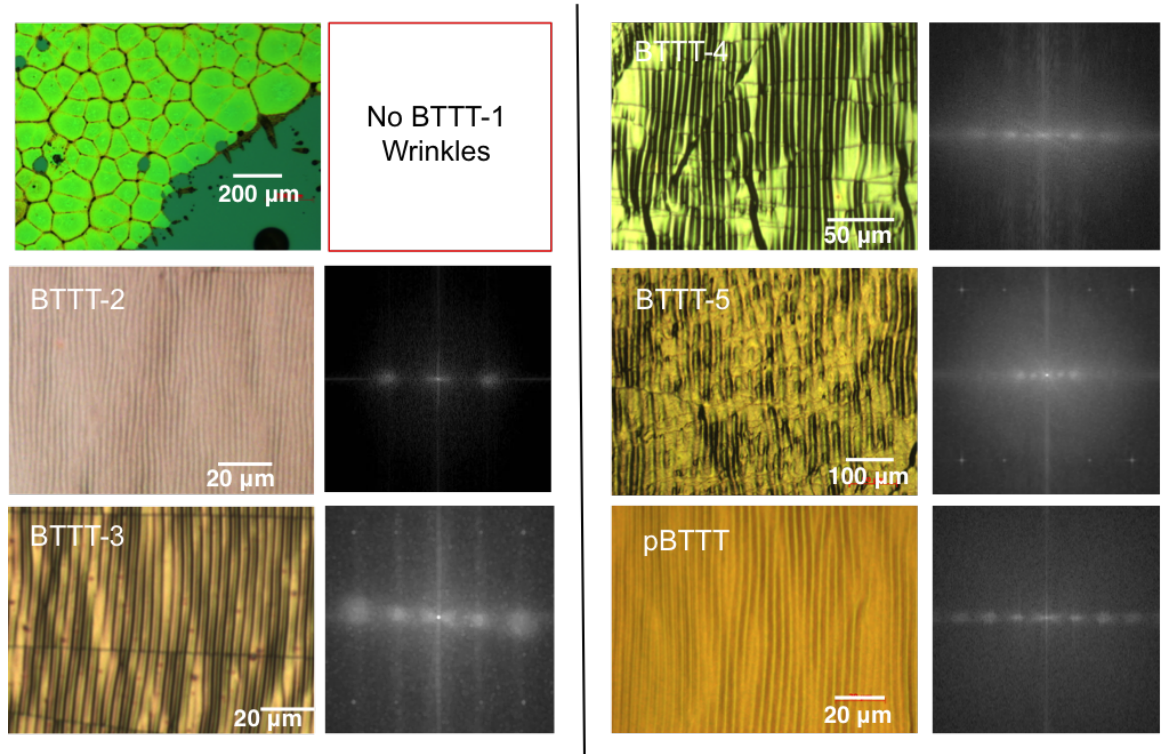 200 µm
No BTTT-1
Wrinkles
BTTT-2
20 µm
BTTT-3
20 µm
BTTT-4
50 µm
BTTT-5
100 µm
pBTTT
20 µm